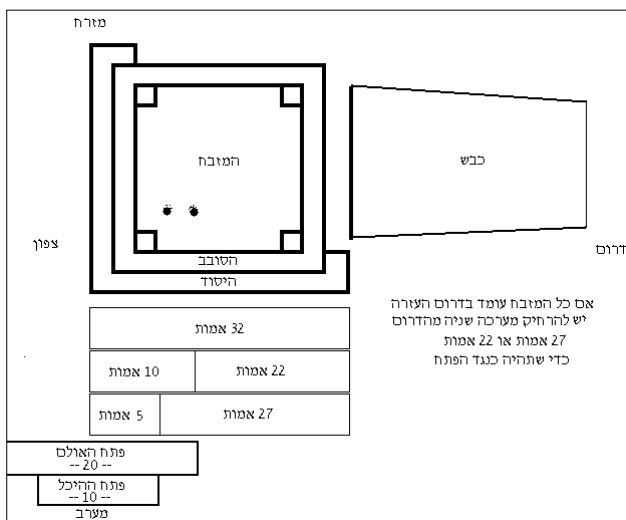 מזרח
המזבח
כבש
צפון
דרום
הסובב
היסוד
אם כל המזבח עומד בדרום העזרה
יש להרחיק מערכה שניה מהדרום
27 אמות או 22 אמות
כדי שתהיה כנגד הפתח
32 אמות
10 אמות
22 אמות
5 אמות
27 אמות
פתח האולם
-- 20 --
פתח ההיכל
-- 10 --
מערב